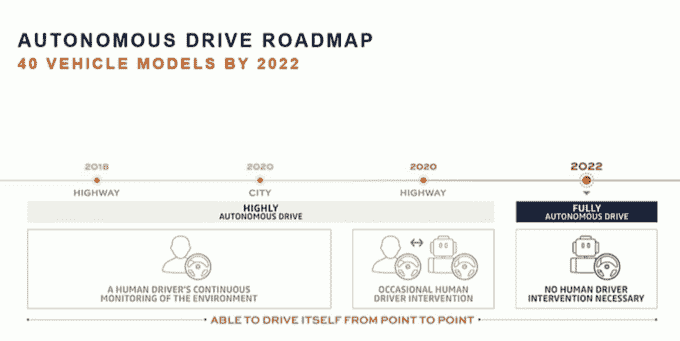 AUTONOMOUS DRIVE ROADMAP
40 VEHICLE MODELS BY 2022
2018
2020
2020
2022
HIGHWAY
CITY
HIGHWAY
HIGHLY
AUTONOMOUS DRIVE
FULLY
AUTONOMOUS DRIVE
A HUMAN DRIVER'S CONTINUOUS
MONITORING OF THE ENVIRONMENT
OCCASIONAL HUMAN
DRIVER INTERVENTION
NO HUMAN DRIVER
INTERVENTION NECESSARY
ABLE TO DRIVE ITSELF FROM POINT TO POINT